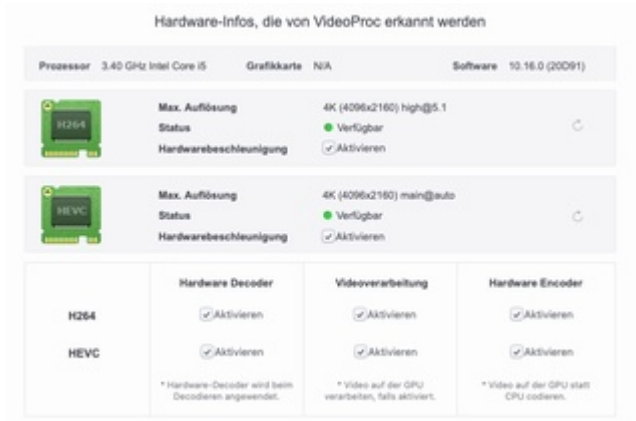 Hardware-Infos, die von VideoProc erkannt werden
Prozessor 3.40 GHz Intel Core i5 Grafikkarte N/A Software 10.16.0 (20D91)
H264
Max. Auflösung 4K (4096x2160) high@5.1
Status Verfügbar
Hardwarebeschleunigung Aktivieren
HEVC
Max. Auflösung 4K (4096x2160) main@auto
Status Verfügbar
Hardwarebeschleunigung Aktivieren
Hardware Decoder Videoverarbeitung Hardware Encoder
H264 Aktivieren Aktivieren Aktivieren
HEVC Aktivieren Aktivieren Aktivieren
* Hardware-Decoder wird beim * Video auf der GPU * Video auf der GPU statt
Decodieren angewendet. verarbeiten, falls aktiviert. CPU codieren.